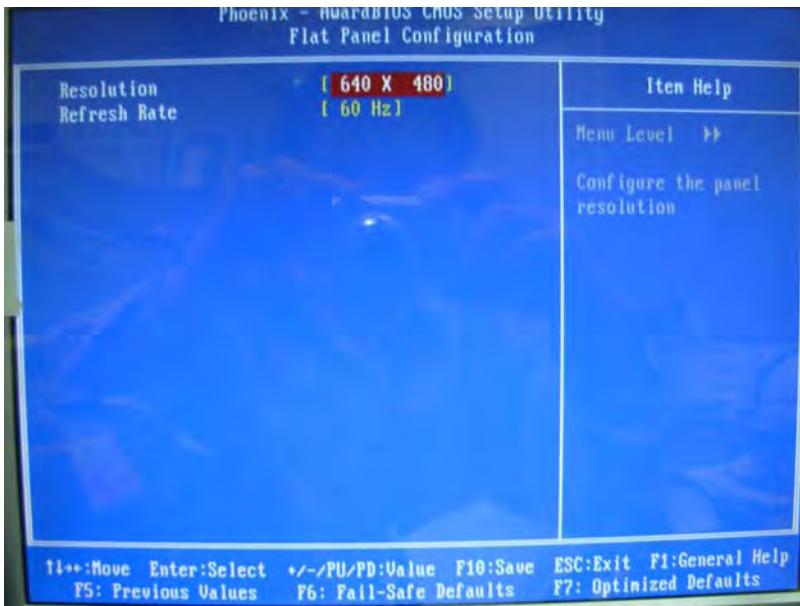 Phoenix - AwardBIOS CMOS Setup Utility
Flat Panel Configuration
Resolution [ 640 X 480]
Refresh Rate [ 60 Hz]
Item Help
Menu Level ▸▸
Configure the panel
resolution
↑↓→←:Move Enter:Select +/-/PU/PD:Value F10:Save ESC:Exit F1:General Help
F5: Previous Values F6: Fail-Safe Defaults F7: Optimized Defaults